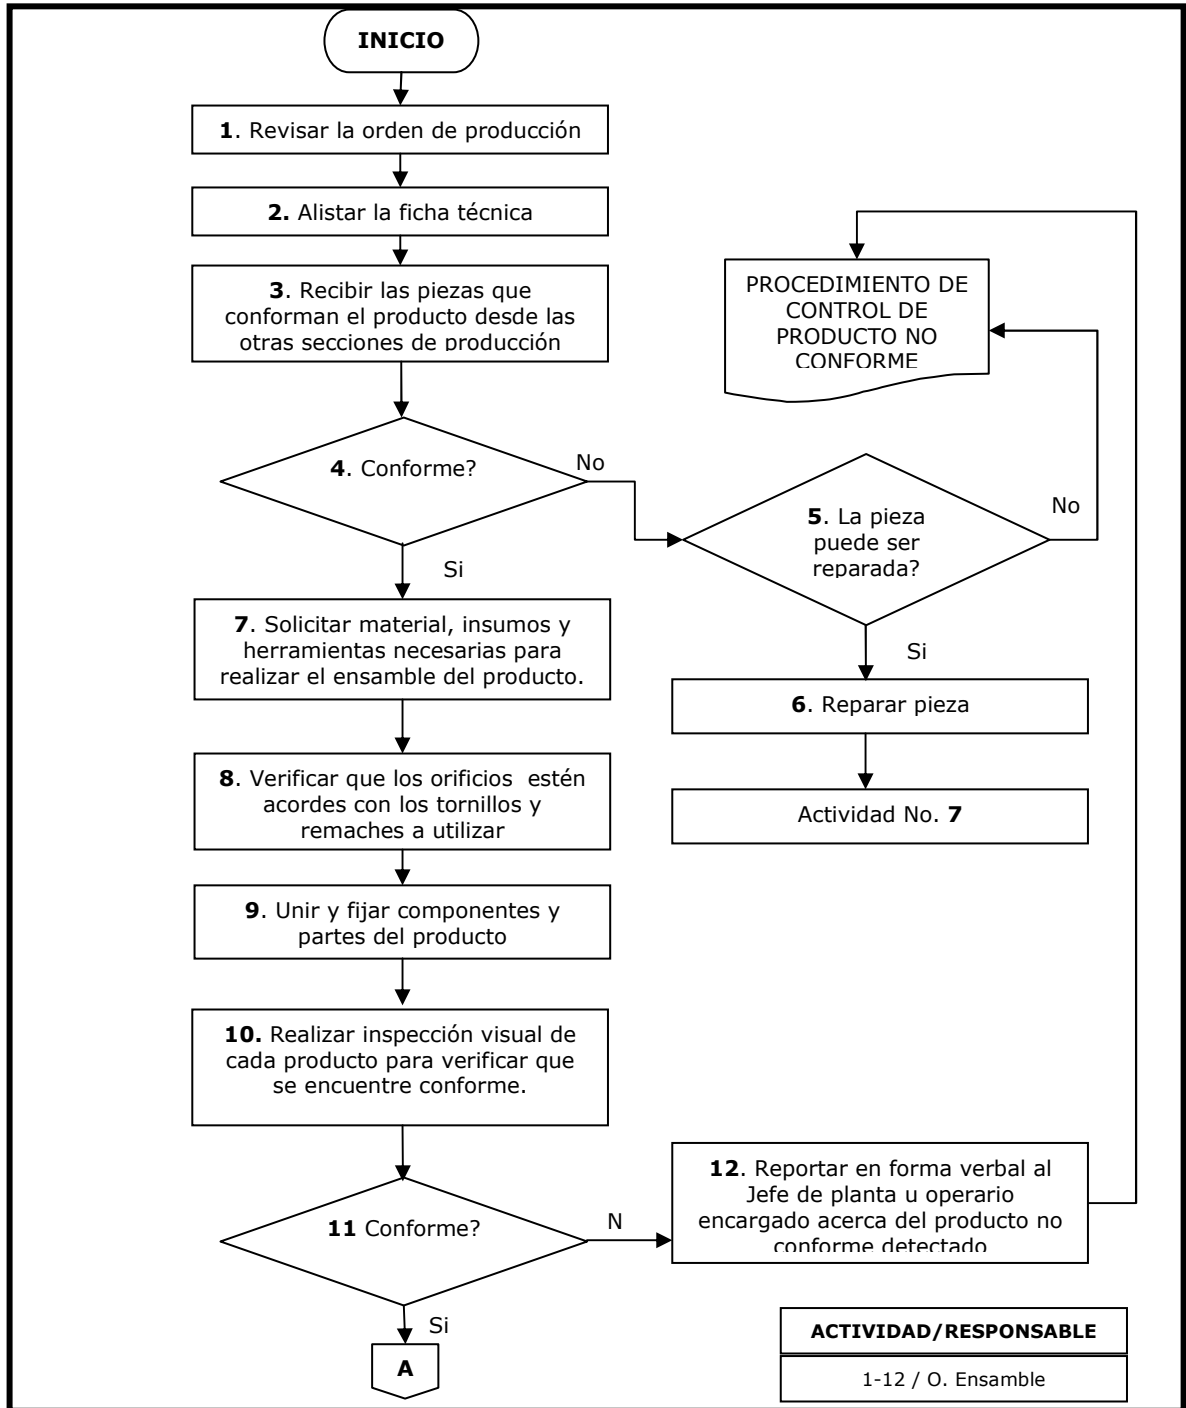 INICIO
1. Revisar la orden de producción
2. Alistar la ficha técnica
3. Recibir las piezas que
conforman el producto desde las
otras secciones de producción
PROCEDIMIENTO DE
CONTROL DE
PRODUCTO NO
CONFORME
4. Conforme?
No
5. La pieza
puede ser
reparada?
No
Si
Si
7. Solicitar material, insumos y
herramientas necesarias para
realizar el ensamble del producto.
6. Reparar pieza
Actividad No. 7
8. Verificar que los orificios  estén
acordes con los tornillos y
remaches a utilizar
9. Unir y fijar componentes y
partes del producto
10. Realizar inspección visual de
cada producto para verificar que
se encuentre conforme.
11 Conforme?
N
12. Reportar en forma verbal al
Jefe de planta u operario
encargado acerca del producto no
conforme detectado
Si
A
ACTIVIDAD/RESPONSABLE
1-12 / O. Ensamble